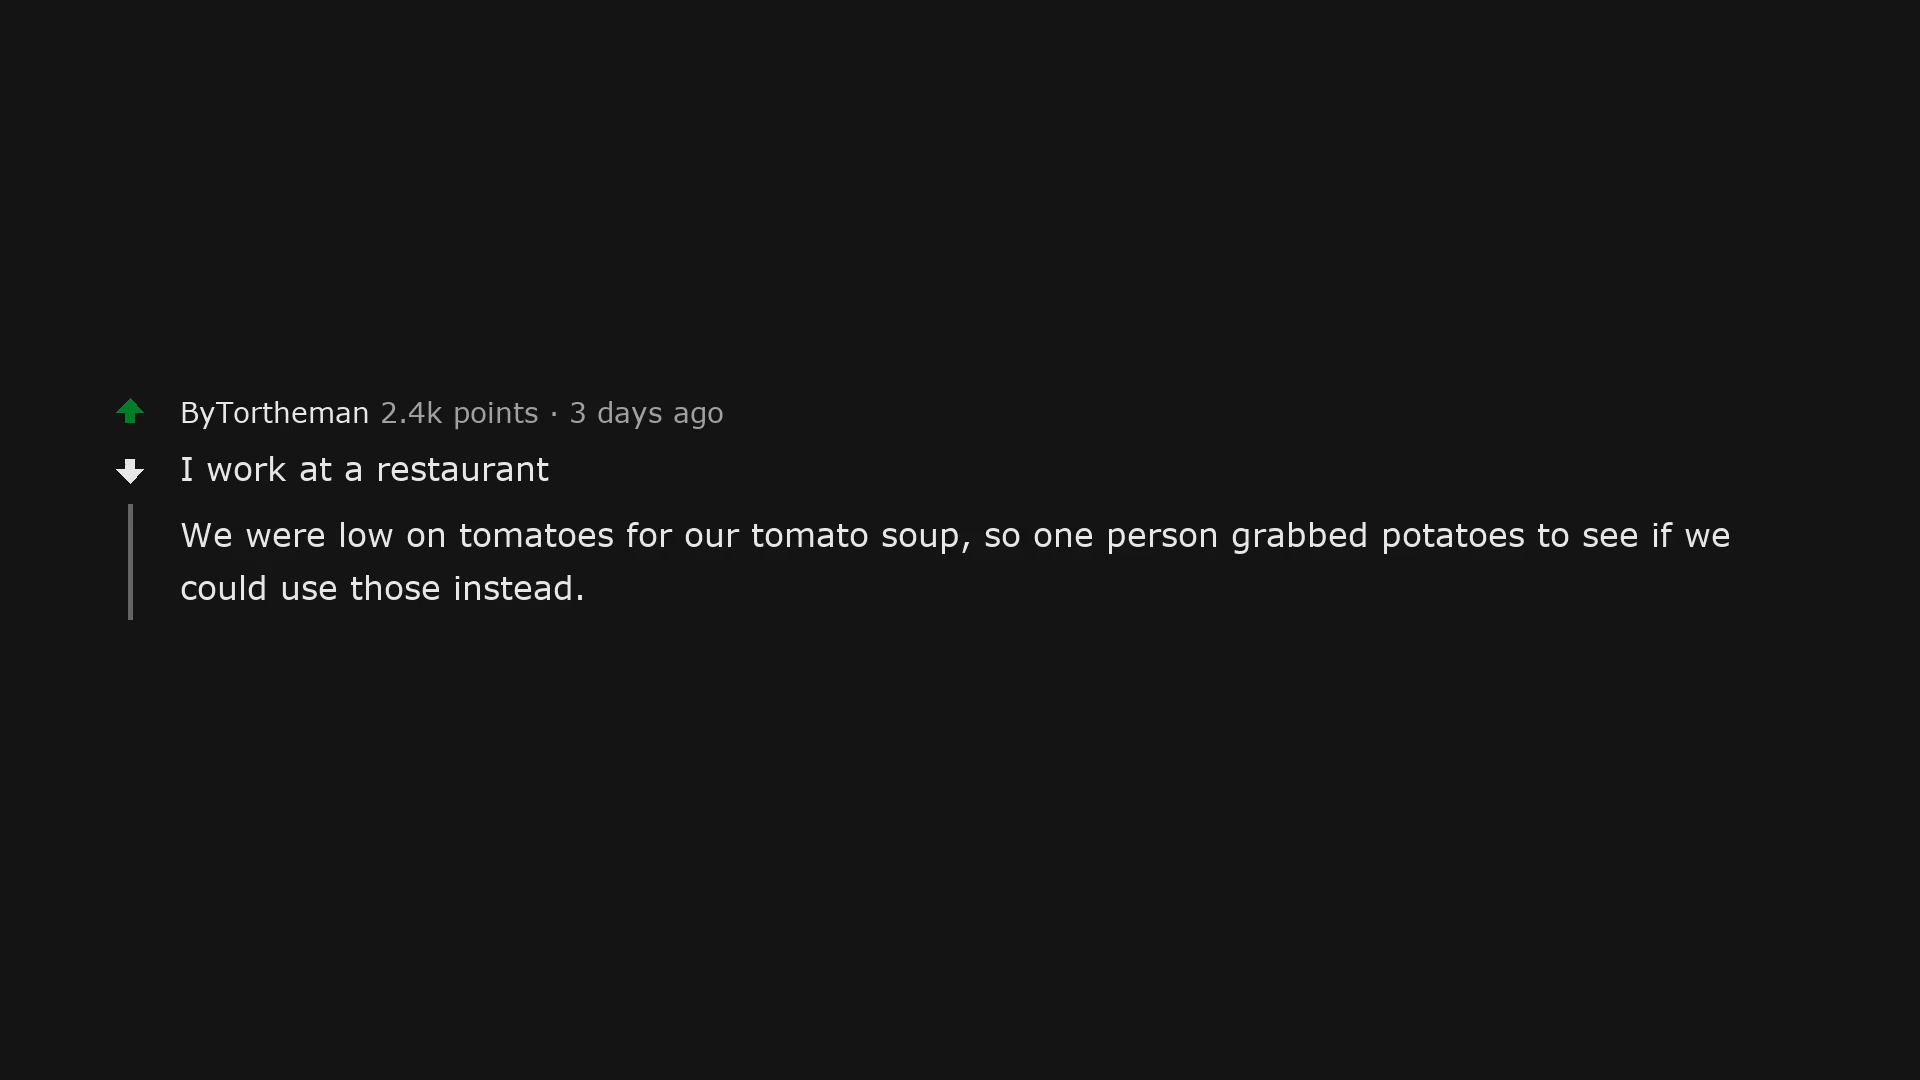 ByTortheman 2.4k points · 3 days ago
I work at a restaurant
We were low on tomatoes for our tomato soup, so one person grabbed potatoes to see if we
could use those instead.